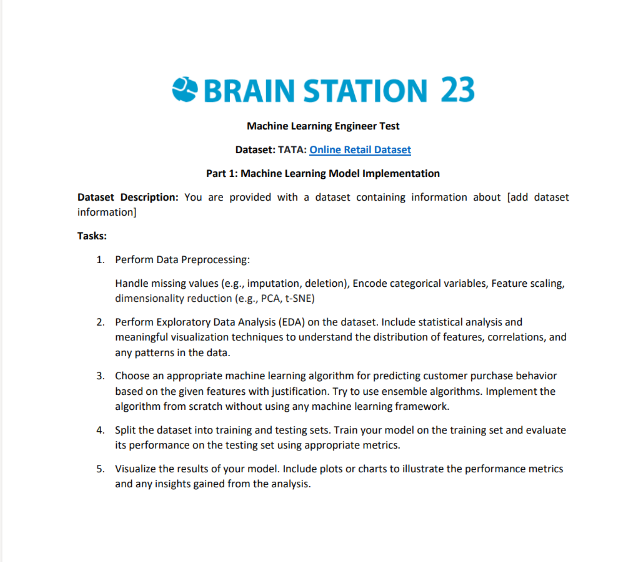 BRAIN STATION 23
Machine Learning Engineer Test
Dataset: TATA: Online Retail Dataset
Part 1: Machine Learning Model Implementation
Dataset Description: You are provided with a dataset containing information about [add dataset
information]
Tasks:
1. Perform Data Preprocessing:
Handle missing values (e.g., imputation, deletion), Encode categorical variables, Feature scaling,
dimensionality reduction (e.g., PCA, t-SNE)
2. Perform Exploratory Data Analysis (EDA) on the dataset. Include statistical analysis and
meaningful visualization techniques to understand the distribution of features, correlations, and
any patterns in the data.
3. Choose an appropriate machine learning algorithm for predicting customer purchase behavior
based on the given features with justification. Try to use ensemble algorithms. Implement the
algorithm from scratch without using any machine learning framework.
4. Split the dataset into training and testing sets. Train your model on the training set and evaluate
its performance on the testing set using appropriate metrics.
5. Visualize the results of your model. Include plots or charts to illustrate the performance metrics
and any insights gained from the analysis.